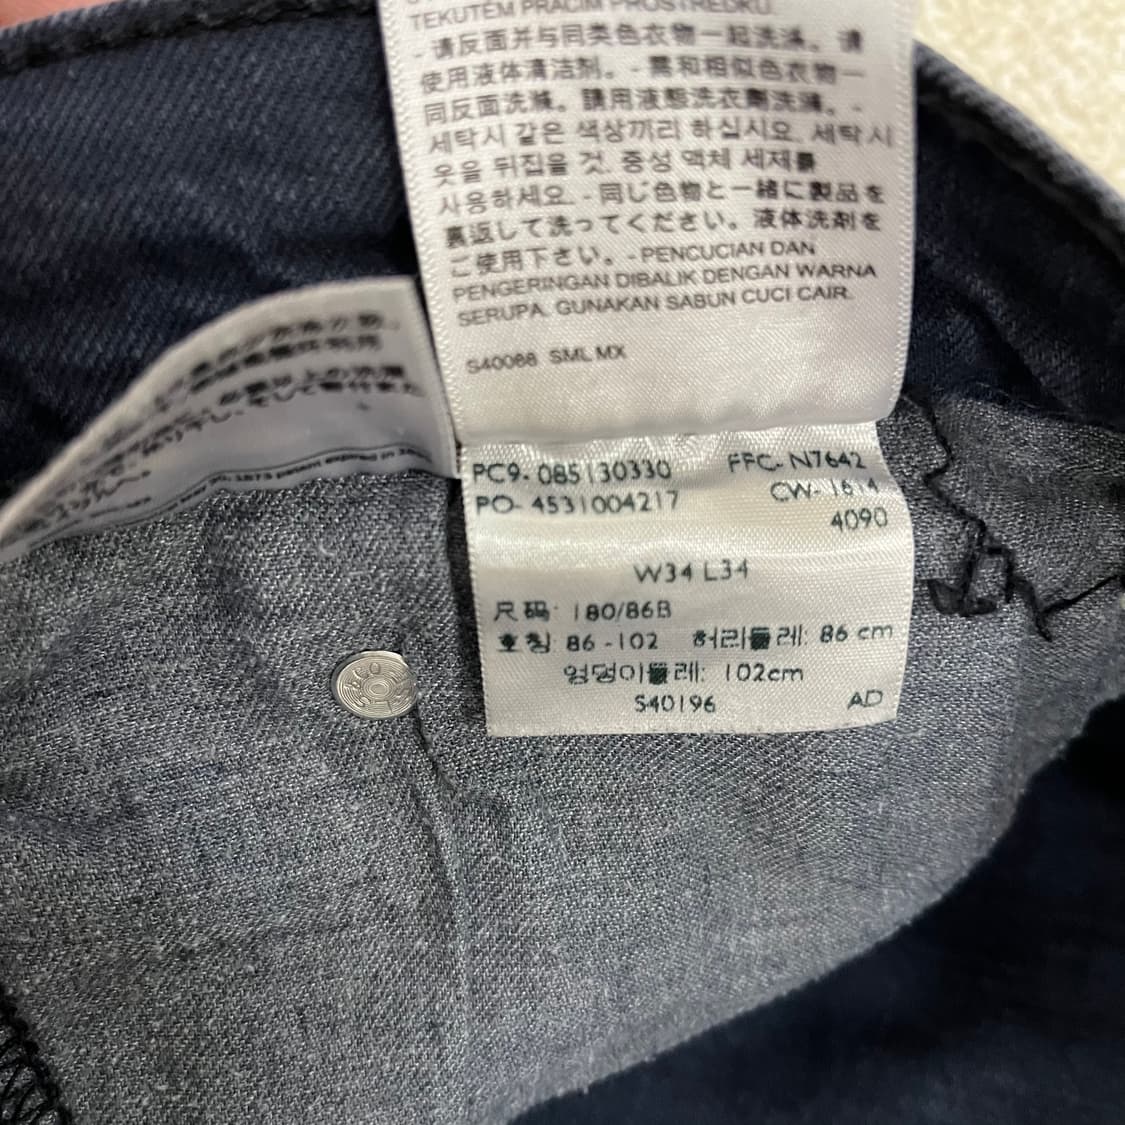 TEKUTÉM PRACÍM PROSTŘEDKU.
- 请反面并与同类色衣物一起洗涤。请
使用液体清洁剂。- 需和相似色衣物一
同反面洗滌。請用液態洗衣劑洗滌。-
세탁시 같은 색상끼리 하십시오. 세탁시
옷을 뒤집을 것. 중성 액체 세제를
사용하세요. - 同じ色物と一緒に製品を
裏返して洗ってください。液体洗剤を
ご使用下さい。- PENCUCIAN DAN
PENGERINGAN DIBALIK DENGAN WARNA
SERUPA. GUNAKAN SABUN CUCI CAIR.
S40088 SML MX
PC9- 085130330 FFC- N7642
PO- 4531004217 CW- 1614
4090
W34 L34
尺码: 180/86B
호칭: 86 -102 허리둘레: 86 cm
엉덩이둘레: 102cm
S40196 AD